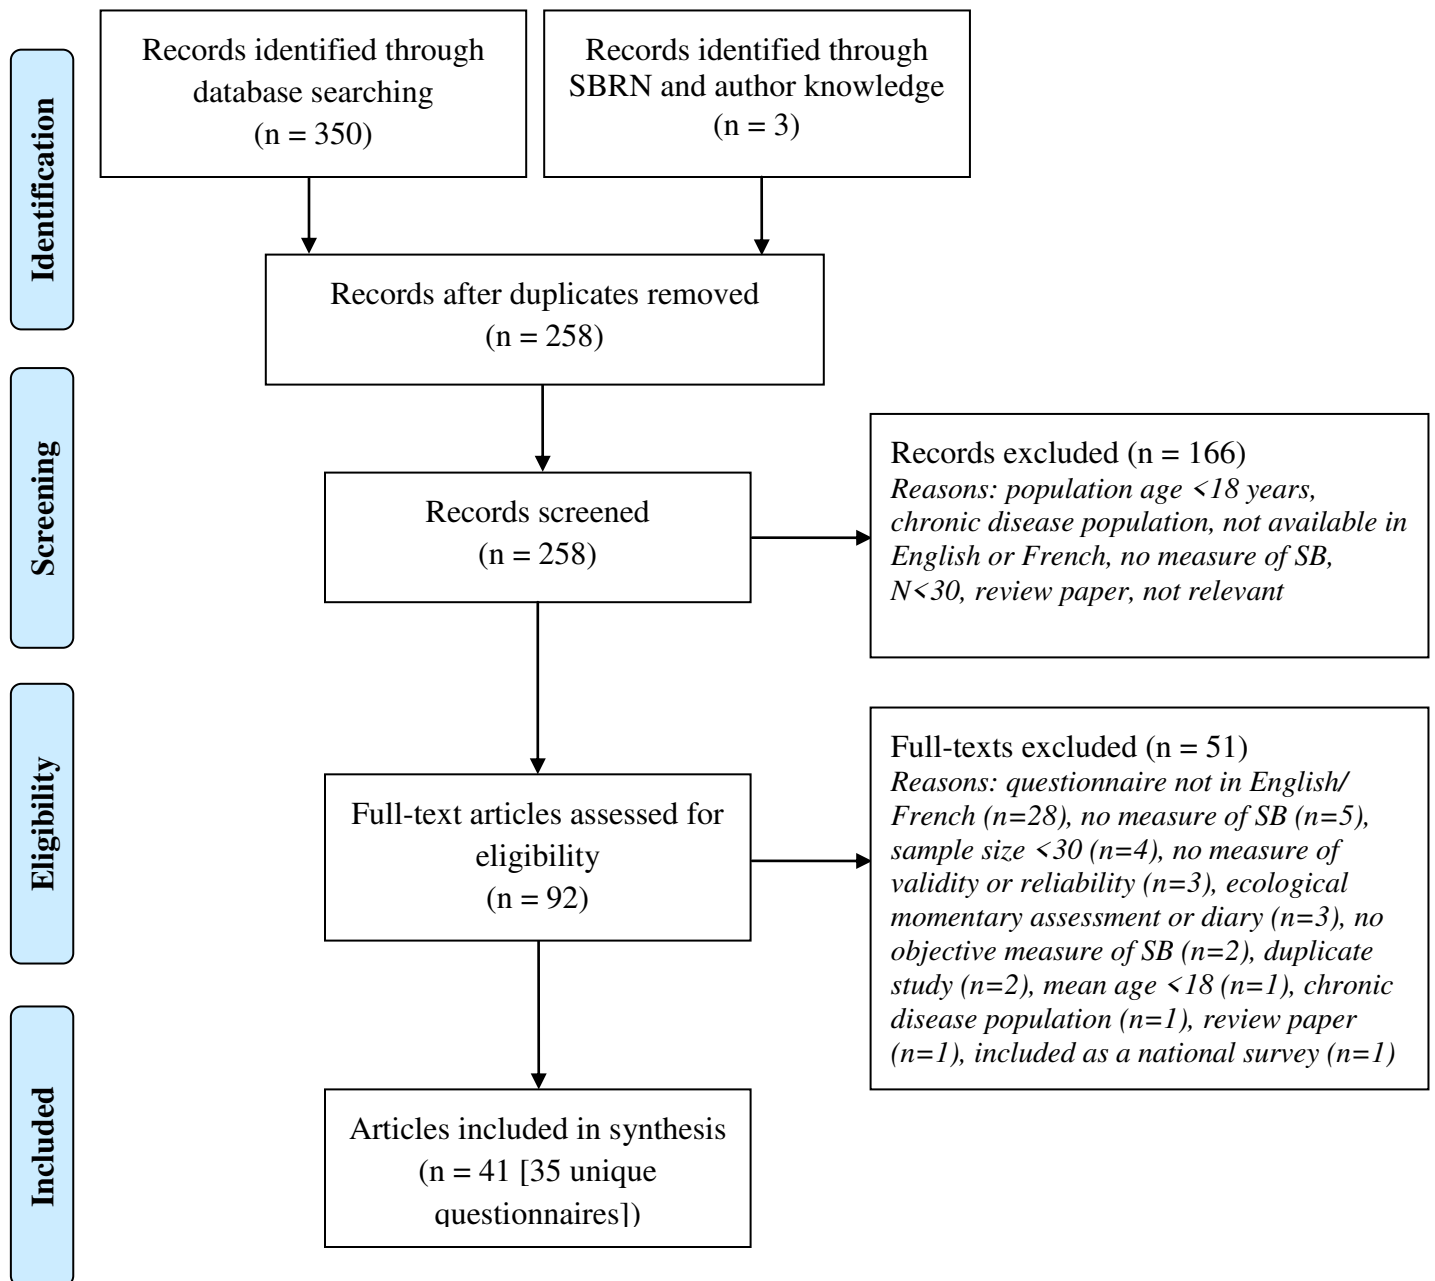 Identification
Records identified through
database searching
(n = 350)
Records identified through
SBRN and author knowledge
(n = 3)
Records after duplicates removed
(n = 258)
Screening
Records screened
(n = 258)
Records excluded (n = 166)
Reasons: population age <18 years,
chronic disease population, not available in
English or French, no measure of SB,
N<30, review paper, not relevant
Eligibility
Full-text articles assessed for
eligibility
(n = 92)
Full-texts excluded (n = 51)
Reasons: questionnaire not in English/
French (n=28), no measure of SB (n=5),
sample size <30 (n=4), no measure of
validity or reliability (n=3), ecological
momentary assessment or diary (n=3), no
objective measure of SB (n=2), duplicate
study (n=2), mean age <18 (n=1), chronic
disease population (n=1), review paper
(n=1), included as a national survey (n=1)
Included
Articles included in synthesis
(n = 41 [35 unique
questionnaires])